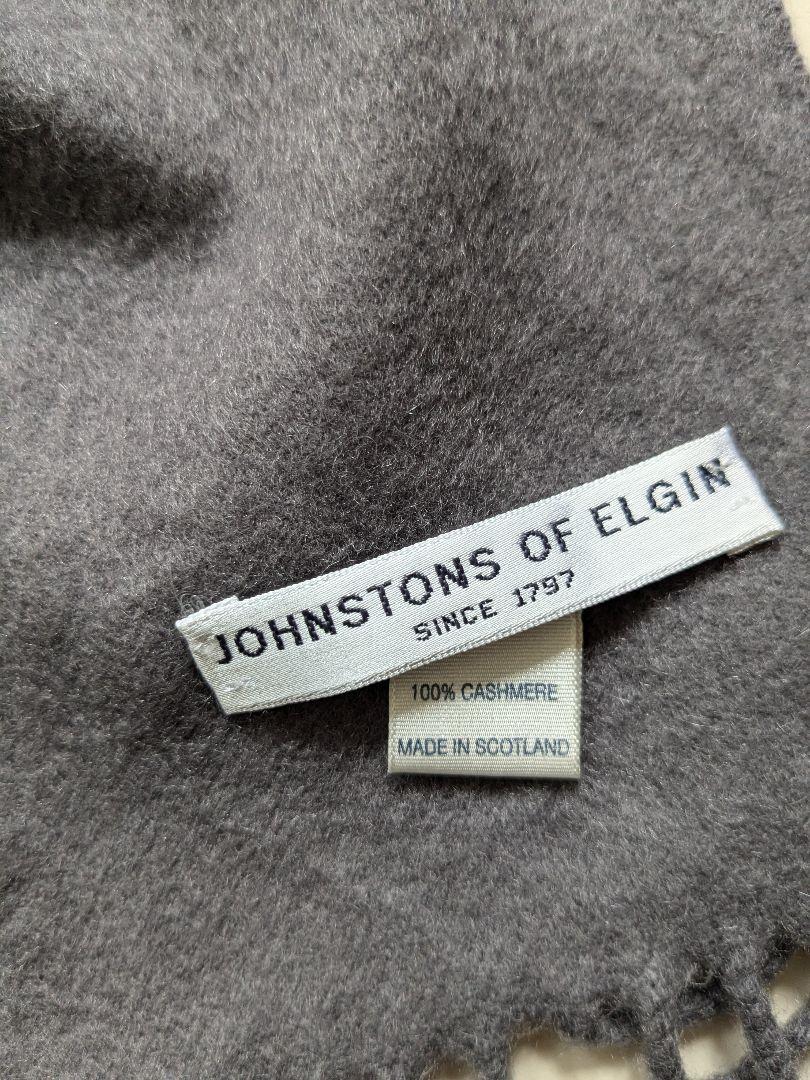 JOHNSTONS OF ELGIN
SINCE 1797
100% CASHMERE
MADE IN SCOTLAND